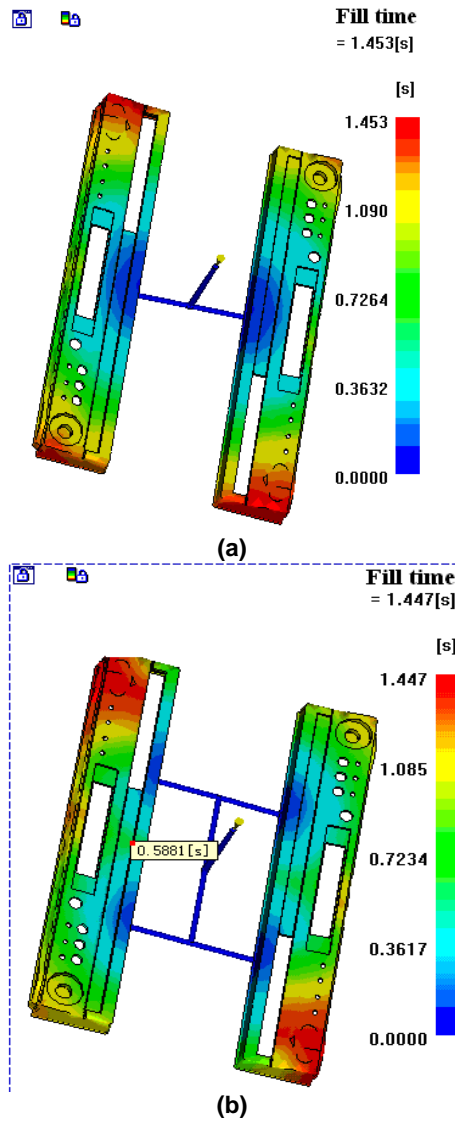 Fill time
= 1.453[s]
[s]
1.453
1.090
0.7264
0.3632
0.0000
(a)
Fill time
= 1.447[s]
[s]
1.447
1.085
0.7234
0.5881[s]
0.3617
0.0000
(b)